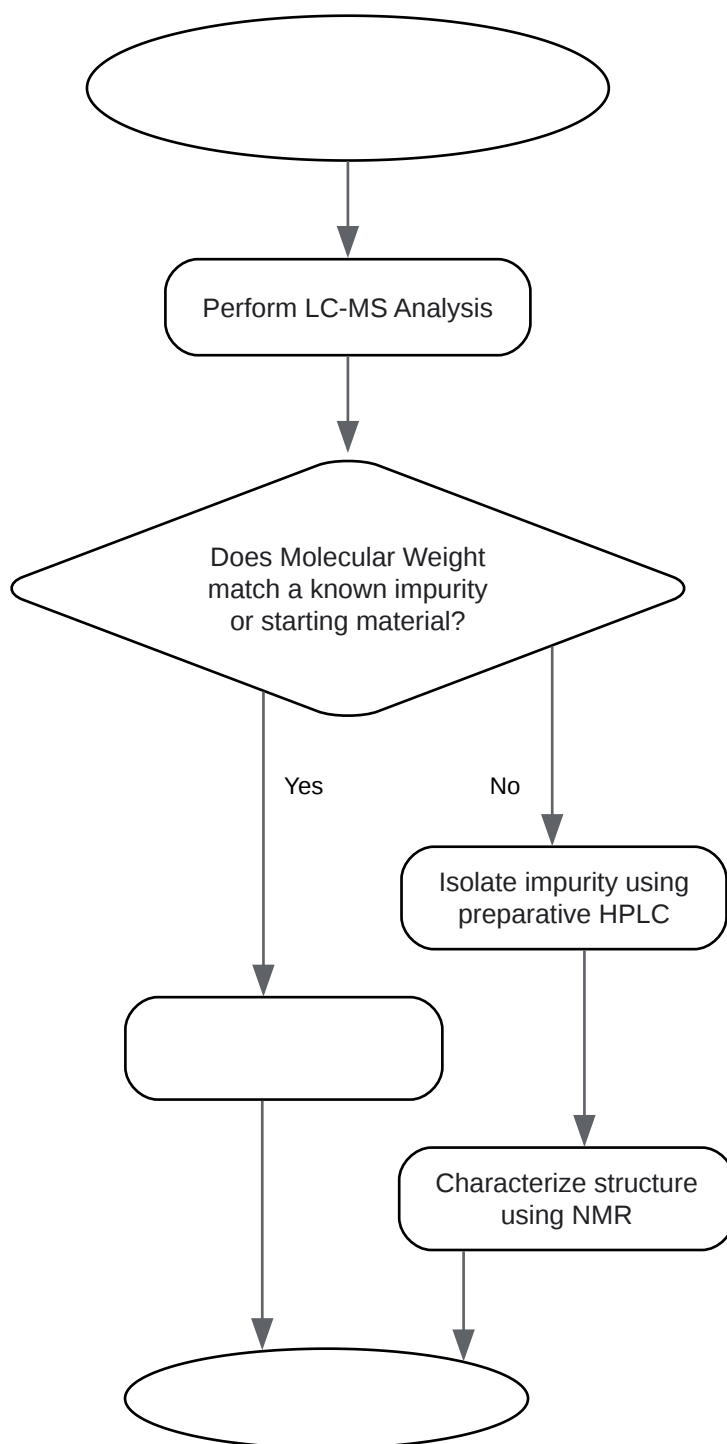 Perform LC-MS Analysis
Does Molecular Weight
match a known impurity
or starting material?
Yes
No
Isolate impurity using
preparative HPLC
Characterize structure
using NMR